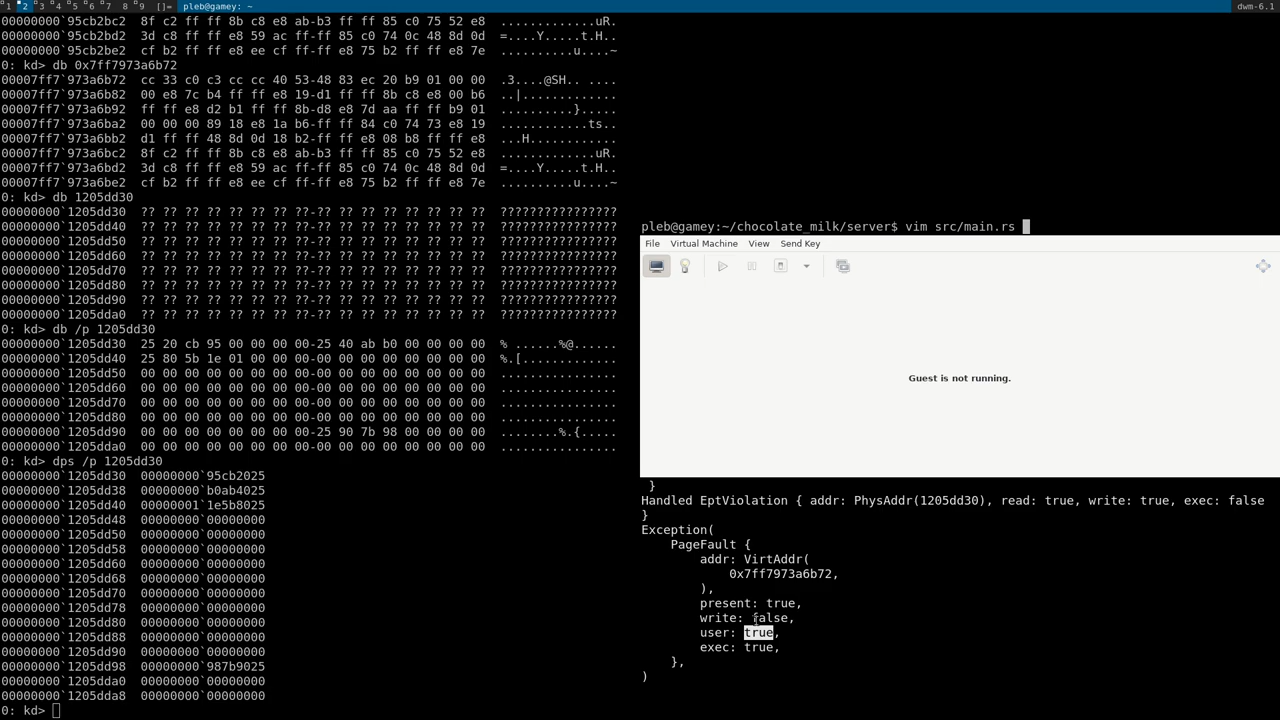 1 2 3 4 5 6 7 8 9 []= pleb@gamey: ~ dwm-6.1
00000000`95cb2bc2  8f c2 ff ff 8b c8 e8 ab-b3 ff ff 85 c0 75 52 e8  .............uR.
00000000`95cb2bd2  3d c8 ff ff e8 59 ac ff-ff 85 c0 74 0c 48 8d 0d  =....Y.....t.H..
00000000`95cb2be2  cf b2 ff ff e8 ee cf ff-ff e8 75 b2 ff ff e8 7e  ..........u....~
0: kd> db 0x7ff7973a6b72
00007ff7`973a6b72  cc 33 c0 c3 cc cc 40 53-48 83 ec 20 b9 01 00 00  .3....@SH.. ....
00007ff7`973a6b82  00 e8 7c b4 ff ff e8 19-d1 ff ff 8b c8 e8 00 b6  ..|.............
00007ff7`973a6b92  ff ff e8 d2 b1 ff ff 8b-d8 e8 7d aa ff ff b9 01  ..........}.....
00007ff7`973a6ba2  00 00 00 89 18 e8 1a b6-ff ff 84 c0 74 73 e8 19  ............ts..
00007ff7`973a6bb2  d1 ff ff 48 8d 0d 18 b2-ff ff e8 08 b8 ff ff e8  ...H............
00007ff7`973a6bc2  8f c2 ff ff 8b c8 e8 ab-b3 ff ff 85 c0 75 52 e8  .............uR.
00007ff7`973a6bd2  3d c8 ff ff e8 59 ac ff-ff 85 c0 74 0c 48 8d 0d  =....Y.....t.H..
00007ff7`973a6be2  cf b2 ff ff e8 ee cf ff-ff e8 75 b2 ff ff e8 7e  ..........u....~
0: kd> db 1205dd30
00000000`1205dd30  ?? ?? ?? ?? ?? ?? ?? ??-?? ?? ?? ?? ?? ?? ?? ??  ????????????????
00000000`1205dd40  ?? ?? ?? ?? ?? ?? ?? ??-?? ?? ?? ?? ?? ?? ?? ??  ????????????????
00000000`1205dd50  ?? ?? ?? ?? ?? ?? ?? ??-?? ?? ?? ?? ?? ?? ?? ??  ????????????????
00000000`1205dd60  ?? ?? ?? ?? ?? ?? ?? ??-?? ?? ?? ?? ?? ?? ?? ??  ????????????????
00000000`1205dd70  ?? ?? ?? ?? ?? ?? ?? ??-?? ?? ?? ?? ?? ?? ?? ??  ????????????????
00000000`1205dd80  ?? ?? ?? ?? ?? ?? ?? ??-?? ?? ?? ?? ?? ?? ?? ??  ????????????????
00000000`1205dd90  ?? ?? ?? ?? ?? ?? ?? ??-?? ?? ?? ?? ?? ?? ?? ??  ????????????????
00000000`1205dda0  ?? ?? ?? ?? ?? ?? ?? ??-?? ?? ?? ?? ?? ?? ?? ??  ????????????????
0: kd> db /p 1205dd30
00000000`1205dd30  25 20 cb 95 00 00 00 00-25 40 ab b0 00 00 00 00  % ......%@......
00000000`1205dd40  25 80 5b 1e 01 00 00 00-00 00 00 00 00 00 00 00  %.[.............
00000000`1205dd50  00 00 00 00 00 00 00 00-00 00 00 00 00 00 00 00  ................
00000000`1205dd60  00 00 00 00 00 00 00 00-00 00 00 00 00 00 00 00  ................
00000000`1205dd70  00 00 00 00 00 00 00 00-00 00 00 00 00 00 00 00  ................
00000000`1205dd80  00 00 00 00 00 00 00 00-00 00 00 00 00 00 00 00  ................
00000000`1205dd90  00 00 00 00 00 00 00 00-25 90 7b 98 00 00 00 00  ........%.{.....
00000000`1205dda0  00 00 00 00 00 00 00 00-00 00 00 00 00 00 00 00  ................
0: kd> dps /p 1205dd30
00000000`1205dd30  00000000`95cb2025
00000000`1205dd38  00000000`b0ab4025
00000000`1205dd40  00000001`1e5b8025
00000000`1205dd48  00000000`00000000
00000000`1205dd50  00000000`00000000
00000000`1205dd58  00000000`00000000
00000000`1205dd60  00000000`00000000
00000000`1205dd68  00000000`00000000
00000000`1205dd70  00000000`00000000
00000000`1205dd78  00000000`00000000
00000000`1205dd80  00000000`00000000
00000000`1205dd88  00000000`00000000
00000000`1205dd90  00000000`00000000
00000000`1205dd98  00000000`987b9025
00000000`1205dda0  00000000`00000000
00000000`1205dda8  00000000`00000000
0: kd>
pleb@gamey:~/chocolate_milk/server$ vim src/main.rs
File Virtual Machine View Send Key
Guest is not running.
}
Handled EptViolation { addr: PhysAddr(1205dd30), read: true, write: true, exec: false
}
Exception(
    PageFault {
        addr: VirtAddr(
            0x7ff7973a6b72,
        ),
        present: true,
        write: false,
        user: true,
        exec: true,
    },
)